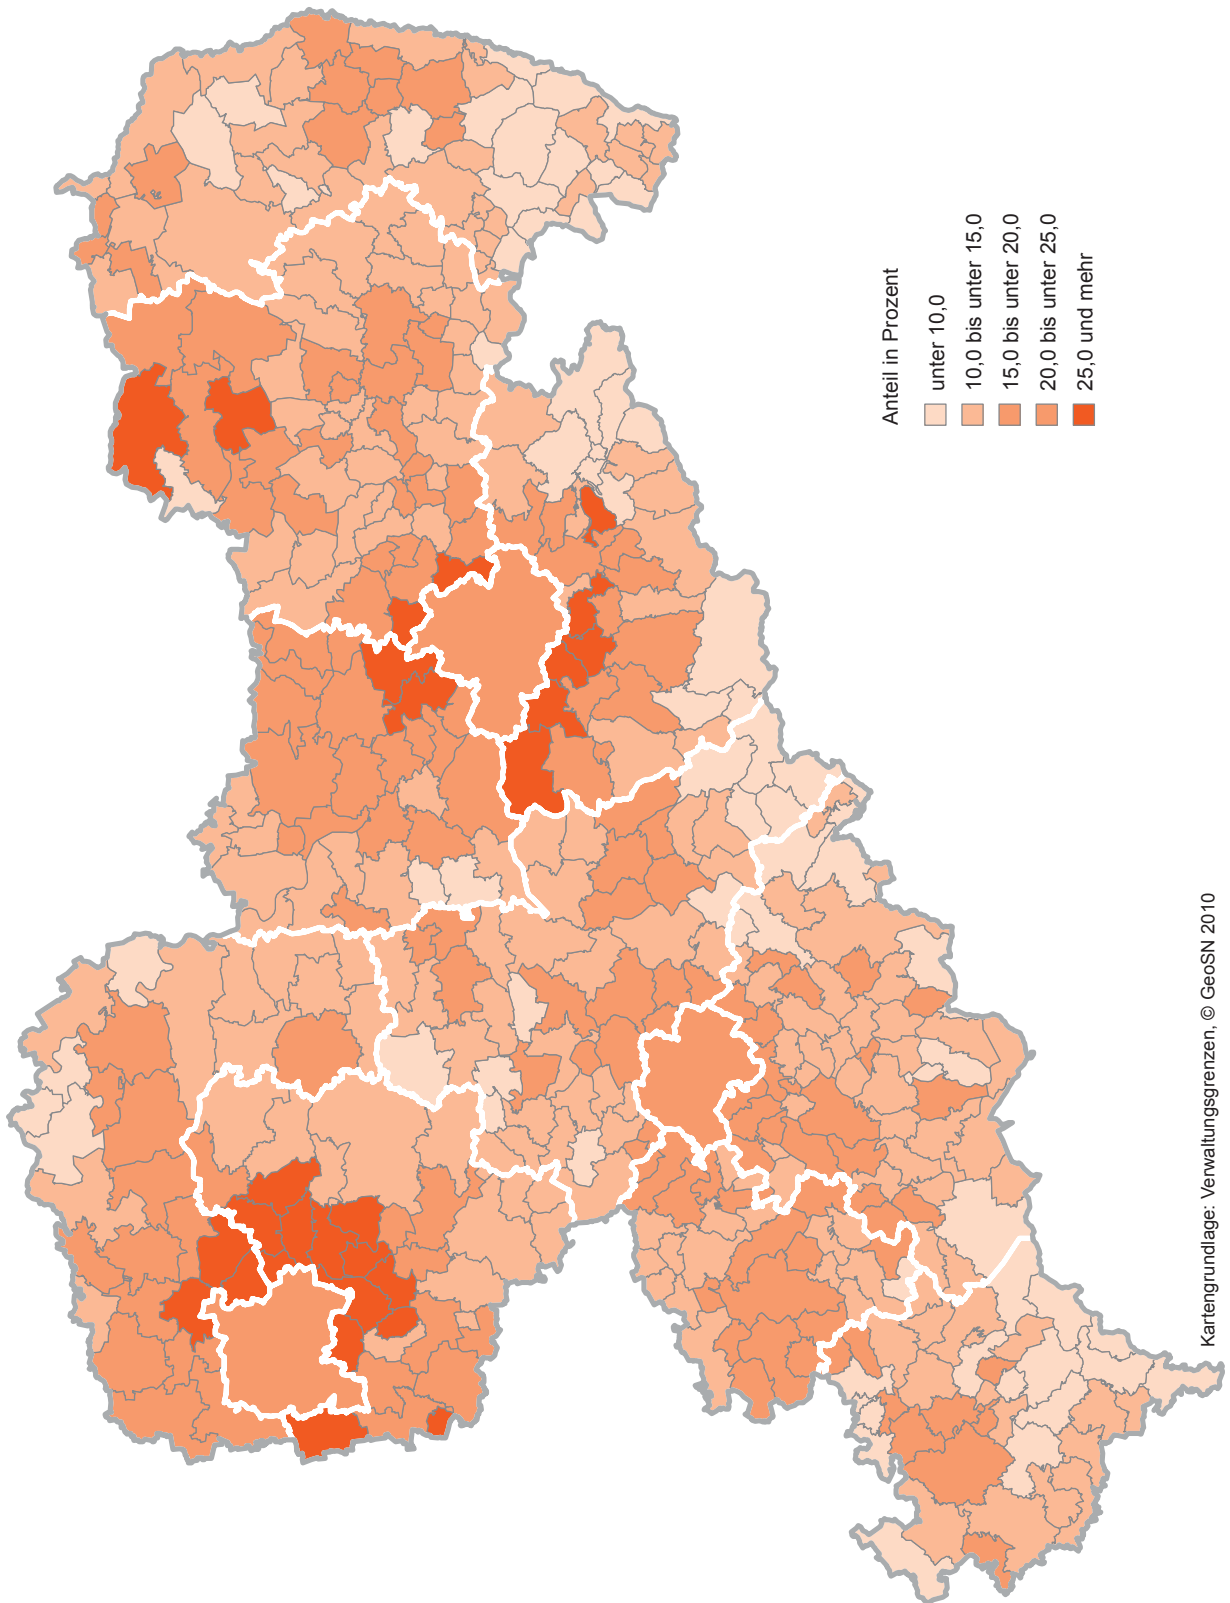 Anteil in Prozent
unter 10,0
10,0 bis unter 15,0
15,0 bis unter 20,0
20,0 bis unter 25,0
25,0 und mehr
Kartengrundlage: Verwaltungsgrenzen, © GeoSN 2010